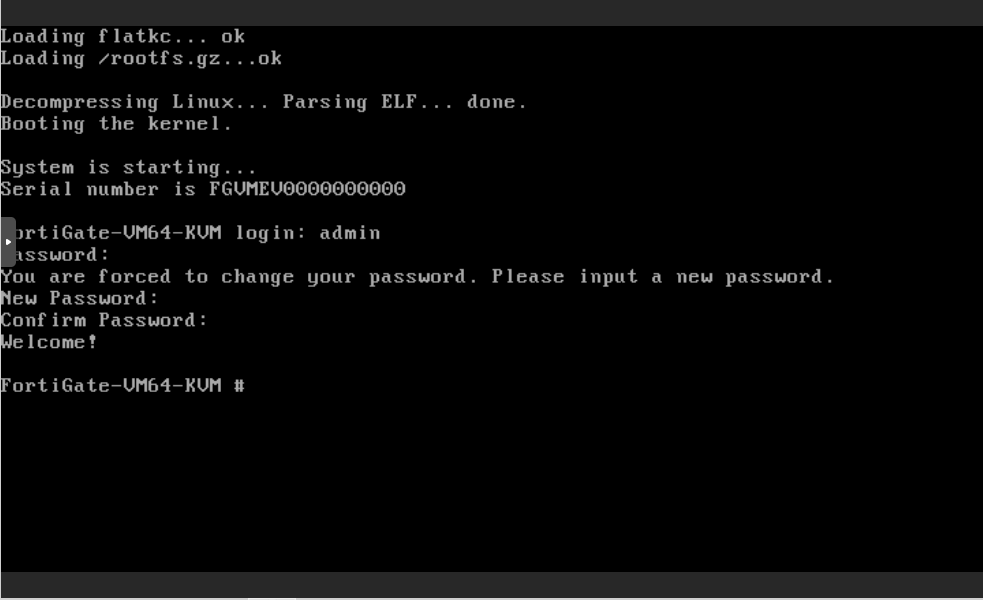 Loading flatkc... ok
Loading /rootfs.gz...ok
Decompressing Linux... Parsing ELF... done.
Booting the kernel.
System is starting...
Serial number is FGVMEV0000000000
ortiGate-VM64-KVM login: admin
assword:
You are forced to change your password. Please input a new password.
New Password:
Confirm Password:
Welcome!
FortiGate-VM64-KVM #